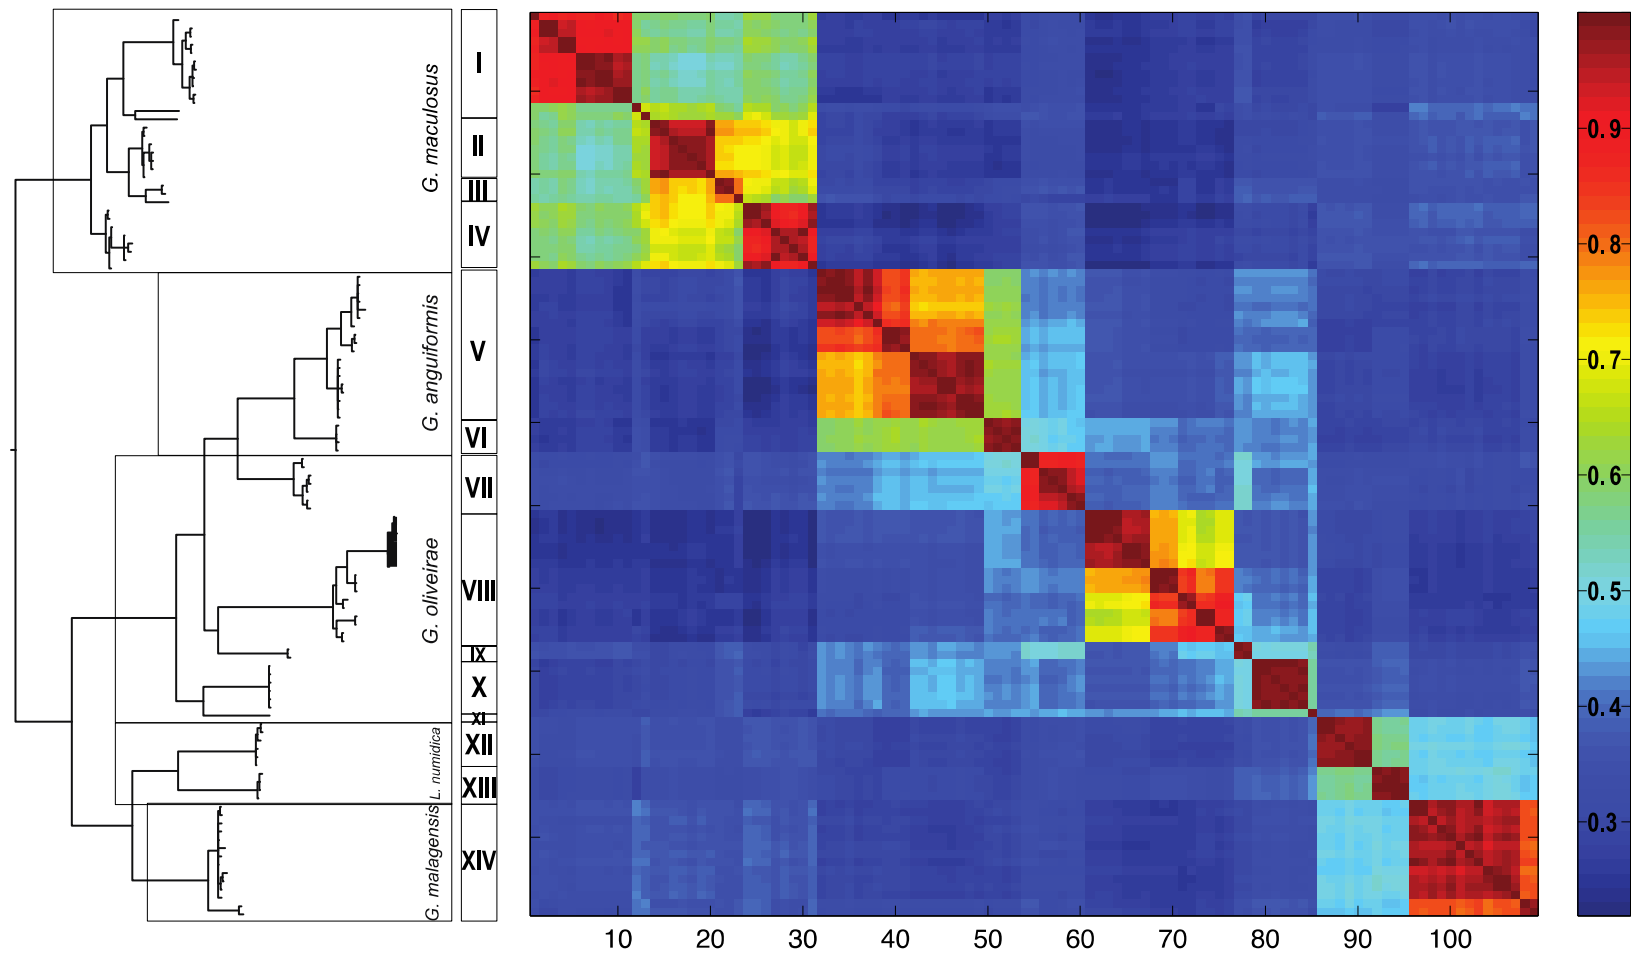 G. maculosus
G. anguiformis
G. oliveirae
L. numidica
G. malagensis
I
II
III
IV
V
VI
VII
VIII
IX
X
XI
XII
XIII
XIV
10 20 30 40 50 60 70 80 90 100
0.9
0.8
0.7
0.6
0.5
0.4
0.3